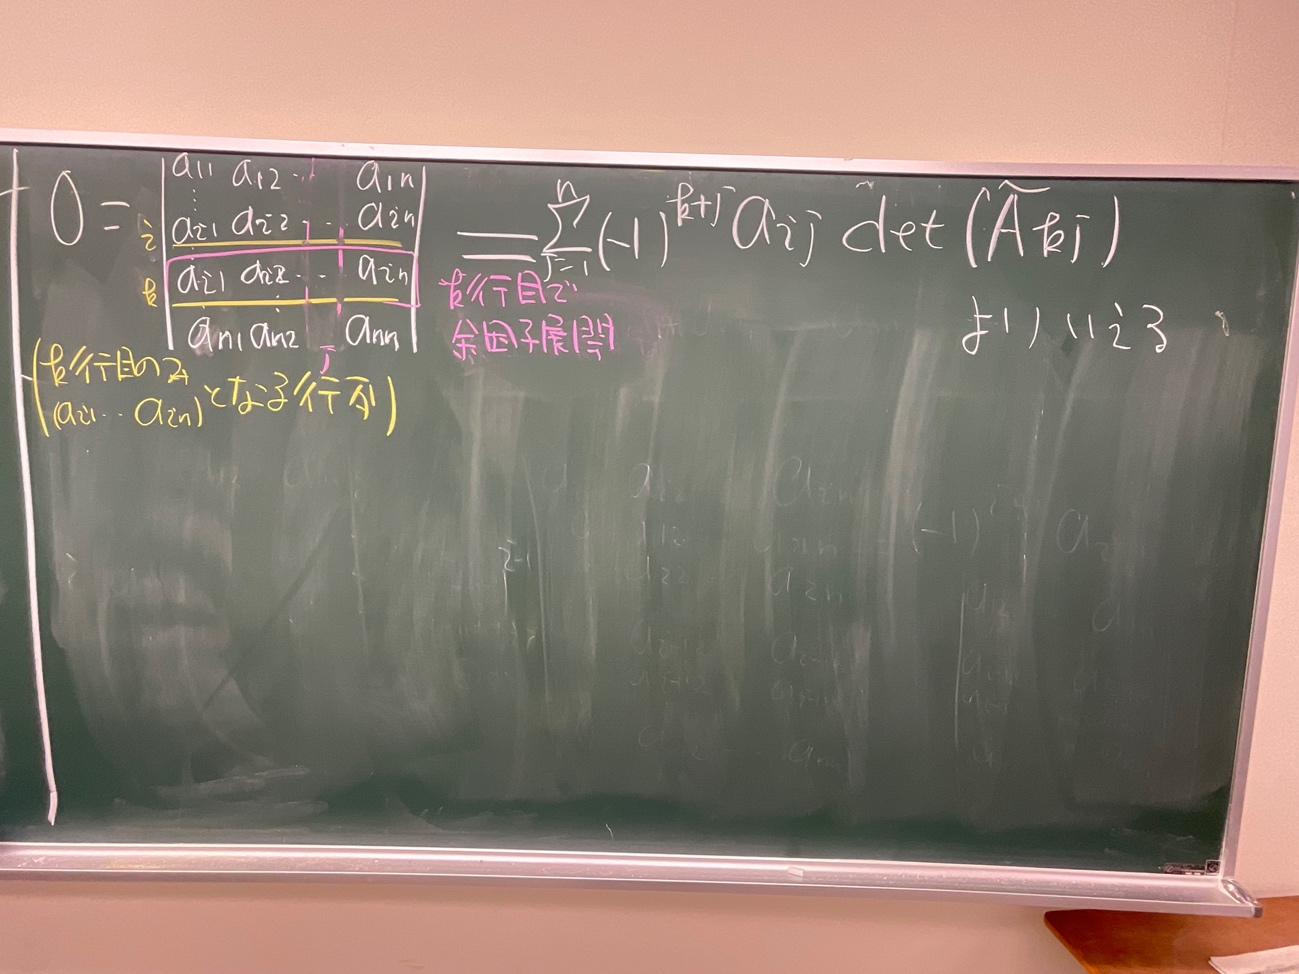 0 = | a11 a12 ‥ a1n | = Σ_{j=1}^{n} (-1)^{k+j} aij det(Ãkj)
i | ai1 ai2 ‥ … ain |
k | ai1 ai2 ‥ ain |
| an1 an2 ann |
j
k行目で
余因子展開
よりいえる
(k行目のみ
(ai1 ‥ ain) となる行列)